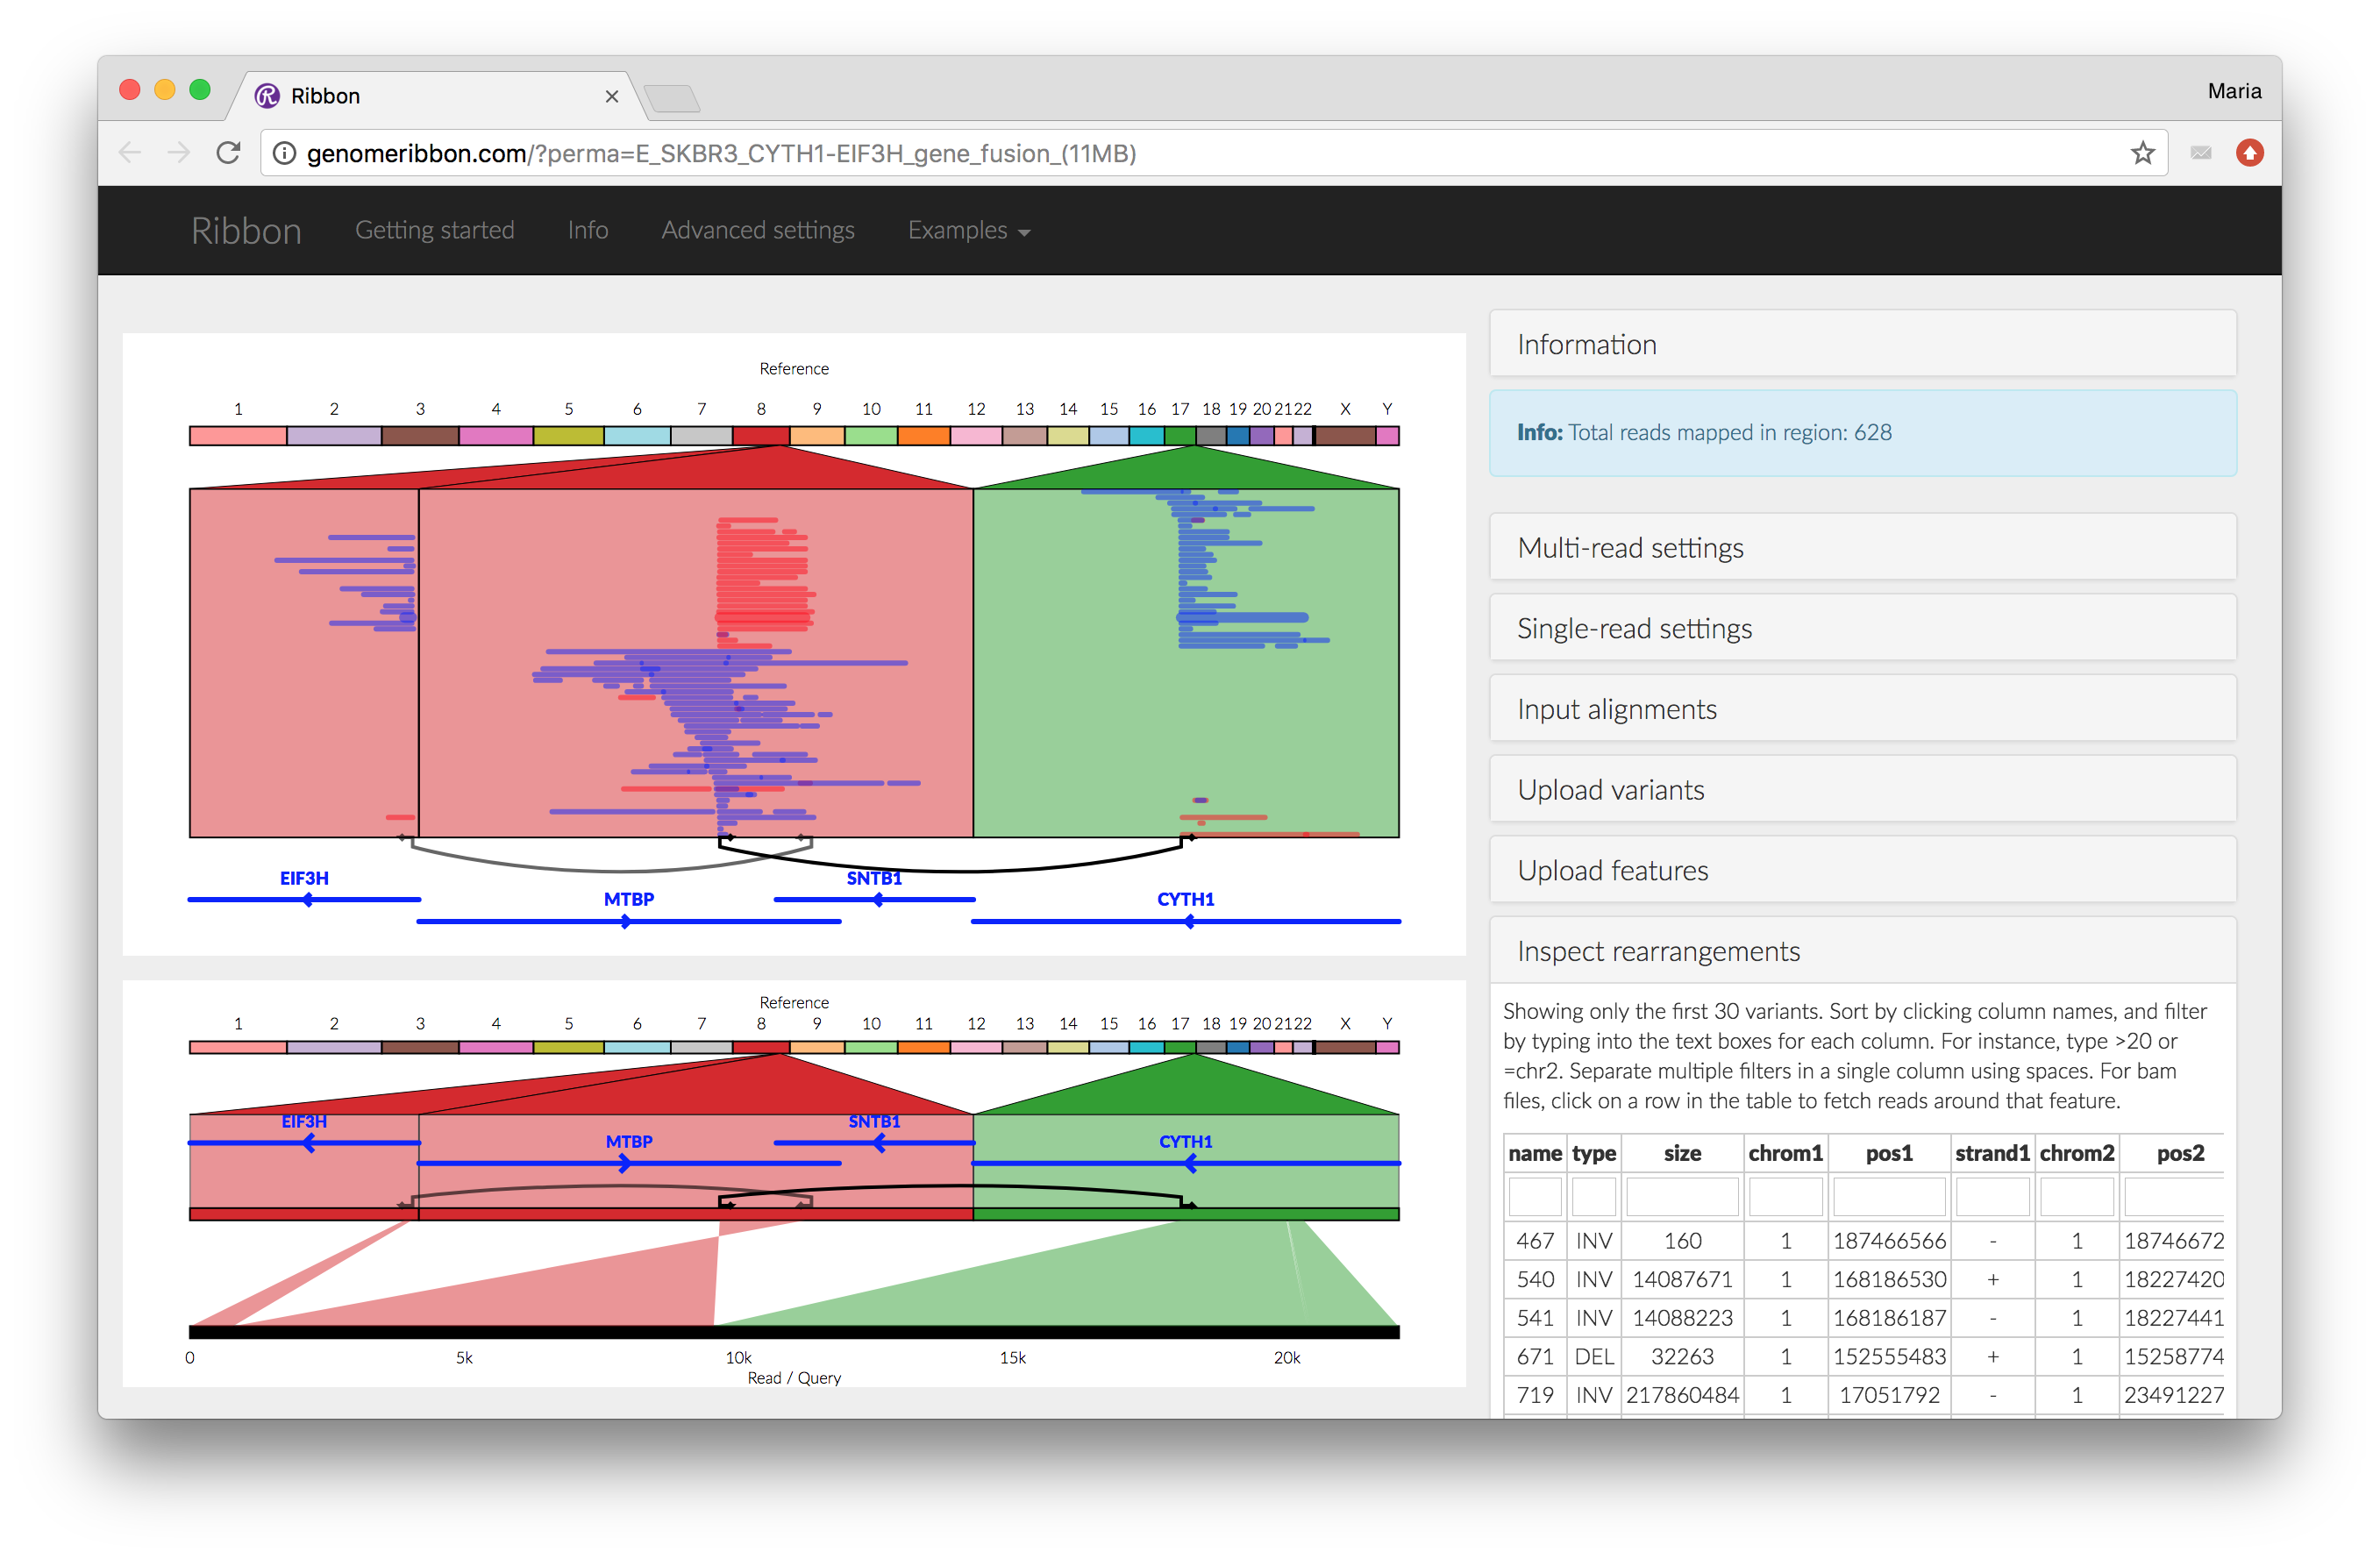 Ribbon
Maria
genomeribbon.com/?perma=E_SKBR3_CYTH1-EIF3H_gene_fusion_(11MB)
Ribbon Getting started Info Advanced settings Examples
Reference
1 2 3 4 5 6 7 8 9 10 11 12 13 14 15 16 17 18 19 20 21 22 X Y
EIF3H SNTB1
MTBP CYTH1
Reference
1 2 3 4 5 6 7 8 9 10 11 12 13 14 15 16 17 18 19 20 21 22 X Y
EIF3H SNTB1
MTBP CYTH1
0 5k 10k 15k 20k
Read / Query
Information
Info: Total reads mapped in region: 628
Multi-read settings
Single-read settings
Input alignments
Upload variants
Upload features
Inspect rearrangements
Showing only the first 30 variants. Sort by clicking column names, and filter
by typing into the text boxes for each column. For instance, type >20 or
=chr2. Separate multiple filters in a single column using spaces. For bam
files, click on a row in the table to fetch reads around that feature.
name type size chrom1 pos1 strand1 chrom2 pos2
467 INV 160 1 187466566 - 1 18746672
540 INV 14087671 1 168186530 + 1 18227420
541 INV 14088223 1 168186187 - 1 18227441
671 DEL 32263 1 152555483 + 1 15258774
719 INV 217860484 1 17051792 - 1 23491227